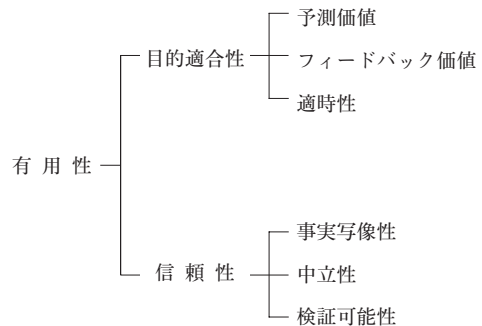 予測価値
目的適合性
フィードバック価値
適時性
有用性
事実写像性
信頼性
中立性
検証可能性